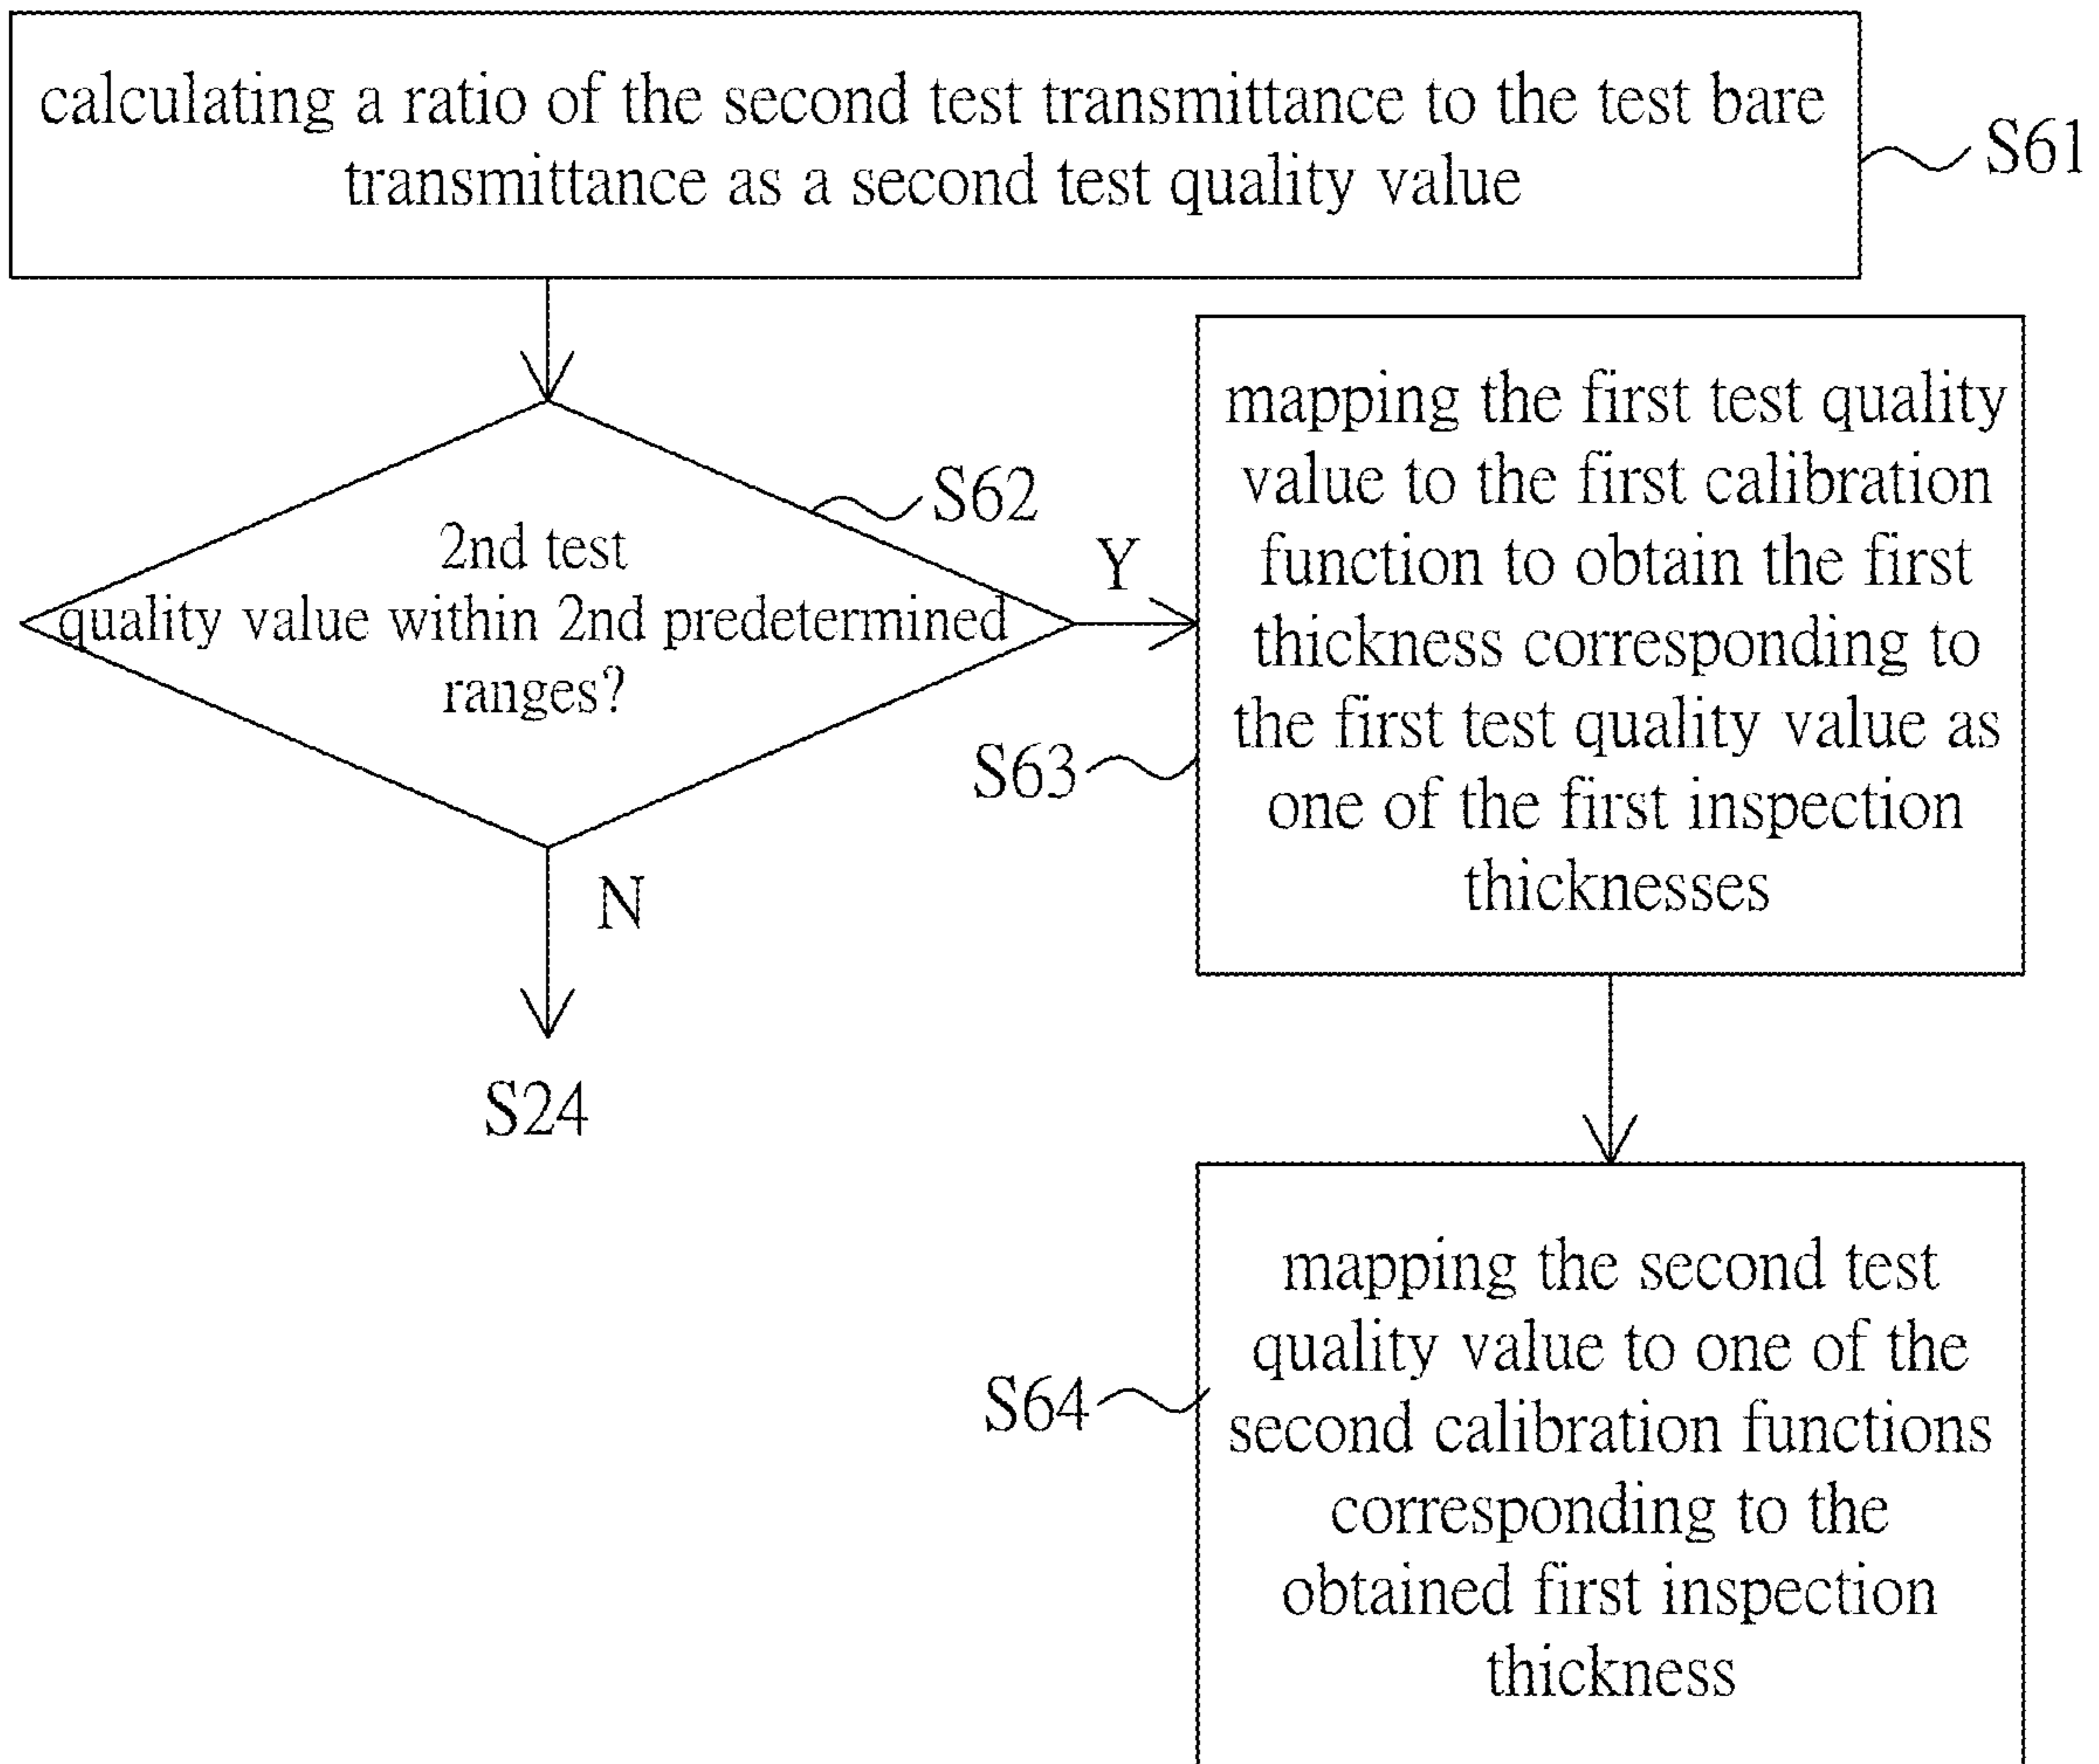 calculating a ratio of the second test transmittance to the test bare
transmittance as a second test quality value
S61
2nd test
quality value within 2nd predetermined
ranges?
S62
Y
N
S24
mapping the first test quality
value to the first calibration
function to obtain the first
thickness corresponding to
the first test quality value as
one of the first inspection
thicknesses
S63
mapping the second test
quality value to one of the
second calibration functions
corresponding to the
obtained first inspection
thickness
S64